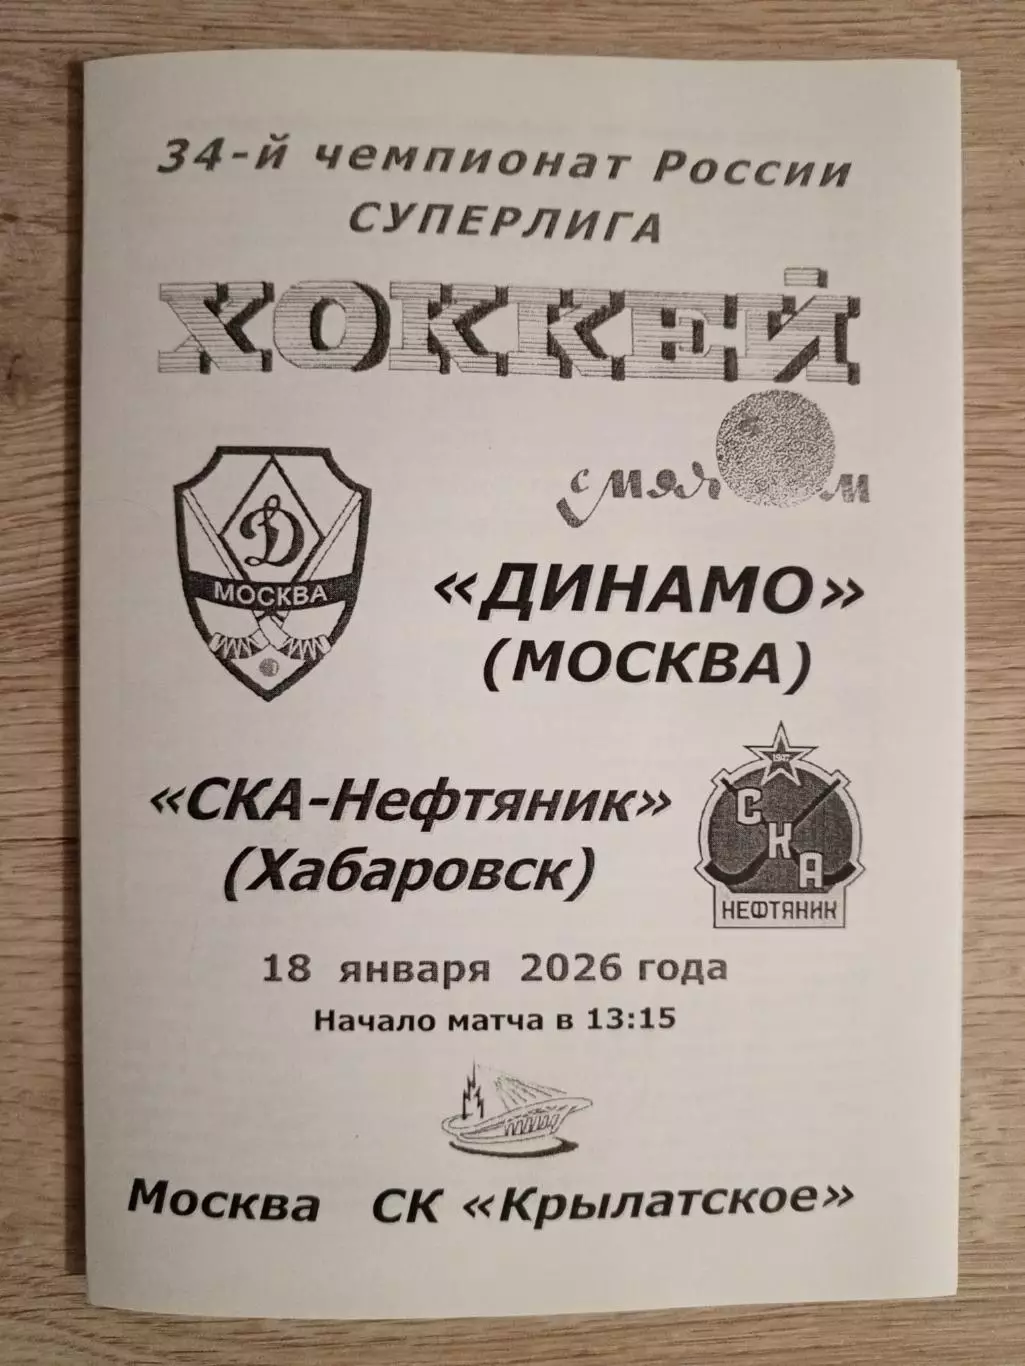 34-й чемпионат России
СУПЕРЛИГА
ХОККЕЙ
с мячом
Д
МОСКВА
«ДИНАМО»
(МОСКВА)
«СКА-Нефтяник»
(Хабаровск)
1947
СКА
НЕФТЯНИК
18 января 2026 года
Начало матча в 13:15
Москва СК «Крылатское»